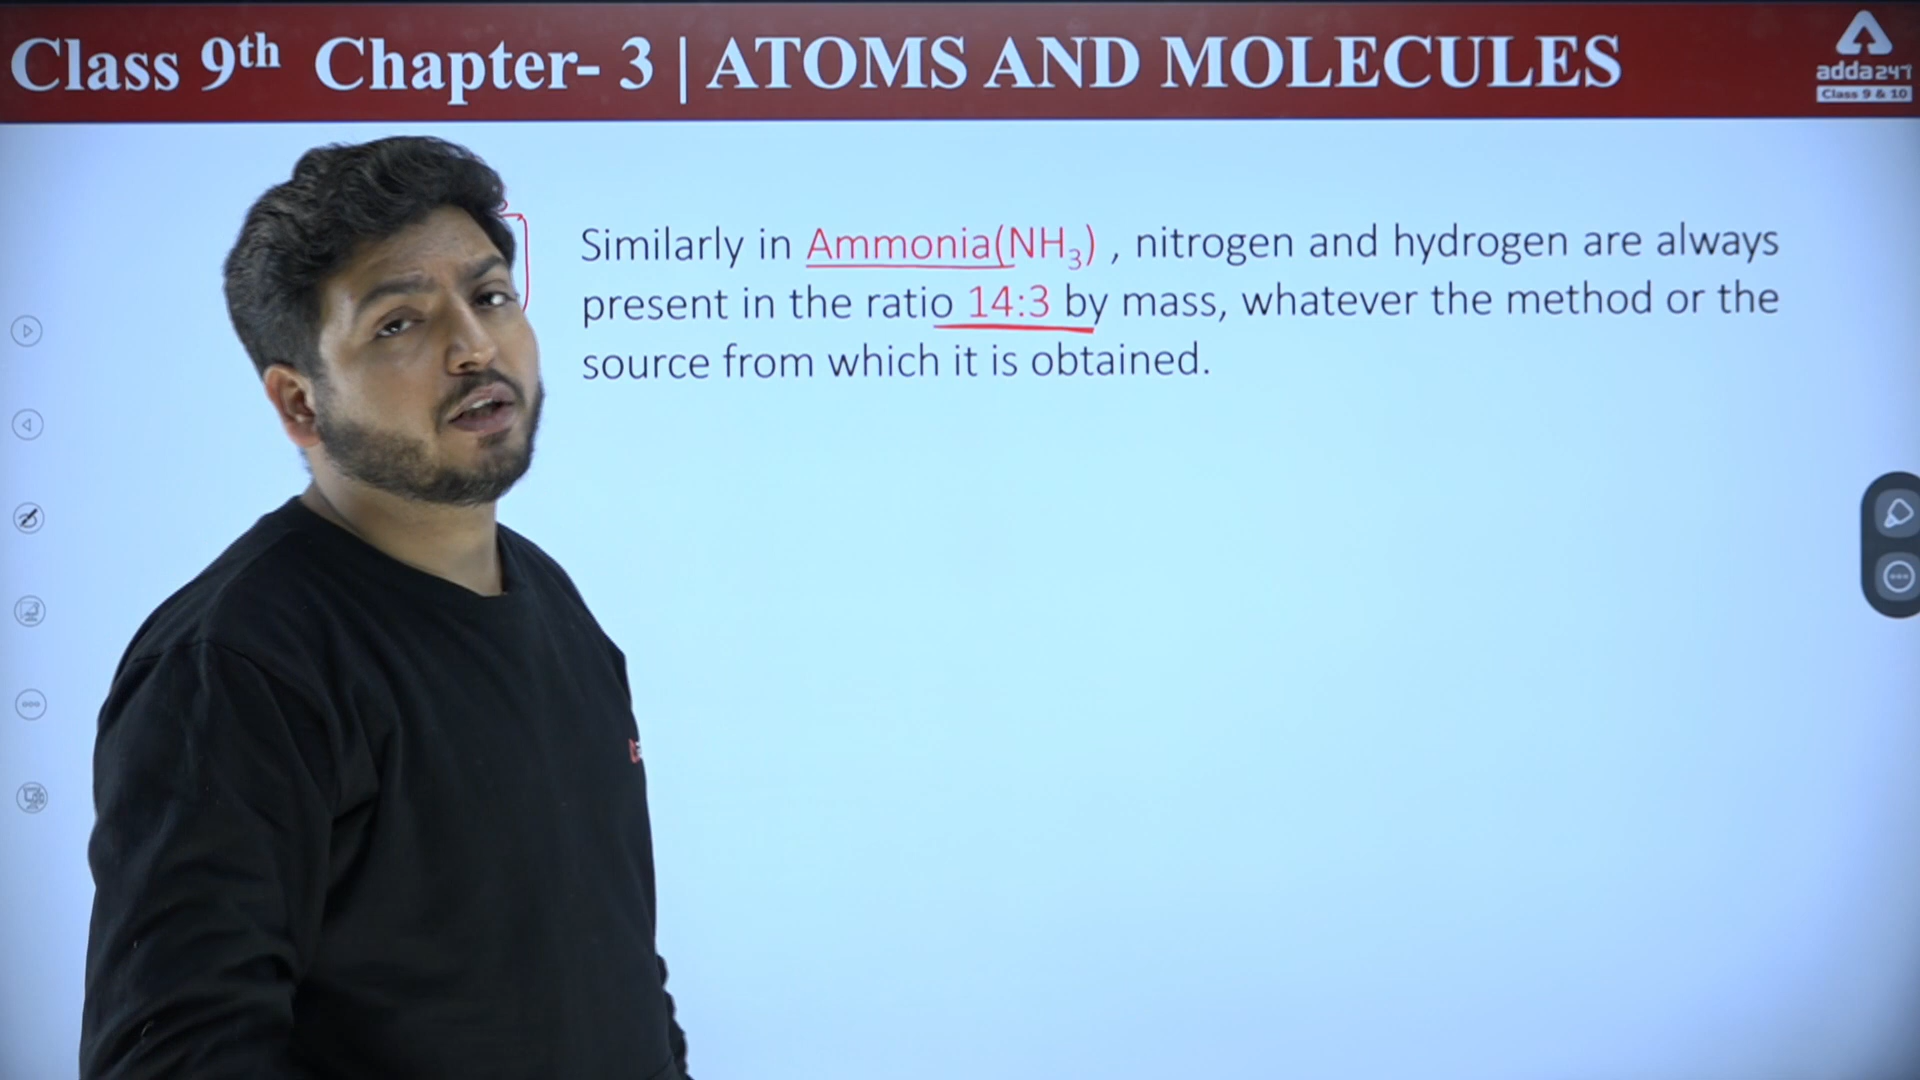 Class 9th Chapter- 3 | ATOMS AND MOLECULES
adda247
Class 9 & 10
Similarly in Ammonia(NH₃) , nitrogen and hydrogen are always
present in the ratio 14:3 by mass, whatever the method or the
source from which it is obtained.